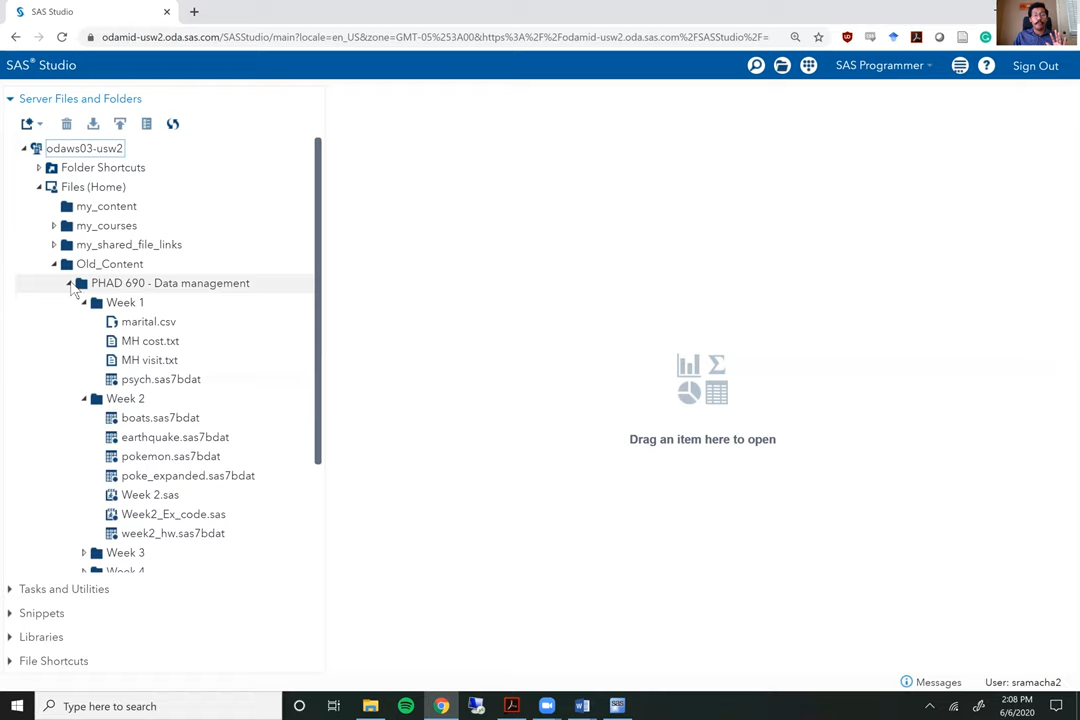 SAS Studio
odamid-usw2.oda.sas.com/SASStudio/main?locale=en_US&zone=GMT-05%253A00&https%3A%2F%2Fodamid-usw2.oda.sas.com%2FSASStudio%2F=
SAS® Studio
SAS Programmer
Sign Out
Server Files and Folders
odaws03-usw2
Folder Shortcuts
Files (Home)
my_content
my_courses
my_shared_file_links
Old_Content
PHAD 690 - Data management
Week 1
marital.csv
MH cost.txt
MH visit.txt
psych.sas7bdat
Week 2
boats.sas7bdat
earthquake.sas7bdat
pokemon.sas7bdat
poke_expanded.sas7bdat
Week 2.sas
Week2_Ex_code.sas
week2_hw.sas7bdat
Week 3
Week 4
Tasks and Utilities
Snippets
Libraries
File Shortcuts
Drag an item here to open
Messages
User: sramacha2
Type here to search
2:08 PM
6/6/2020